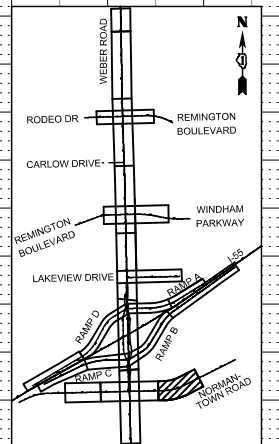 WEBER ROAD
N
RODEO DR
REMINGTON
BOULEVARD
CARLOW DRIVE
REMINGTON
BOULEVARD
WINDHAM
PARKWAY
LAKEVIEW DRIVE
I-55
RAMP A
RAMP D
RAMP B
RAMP C
NORMAN-
TOWN ROAD